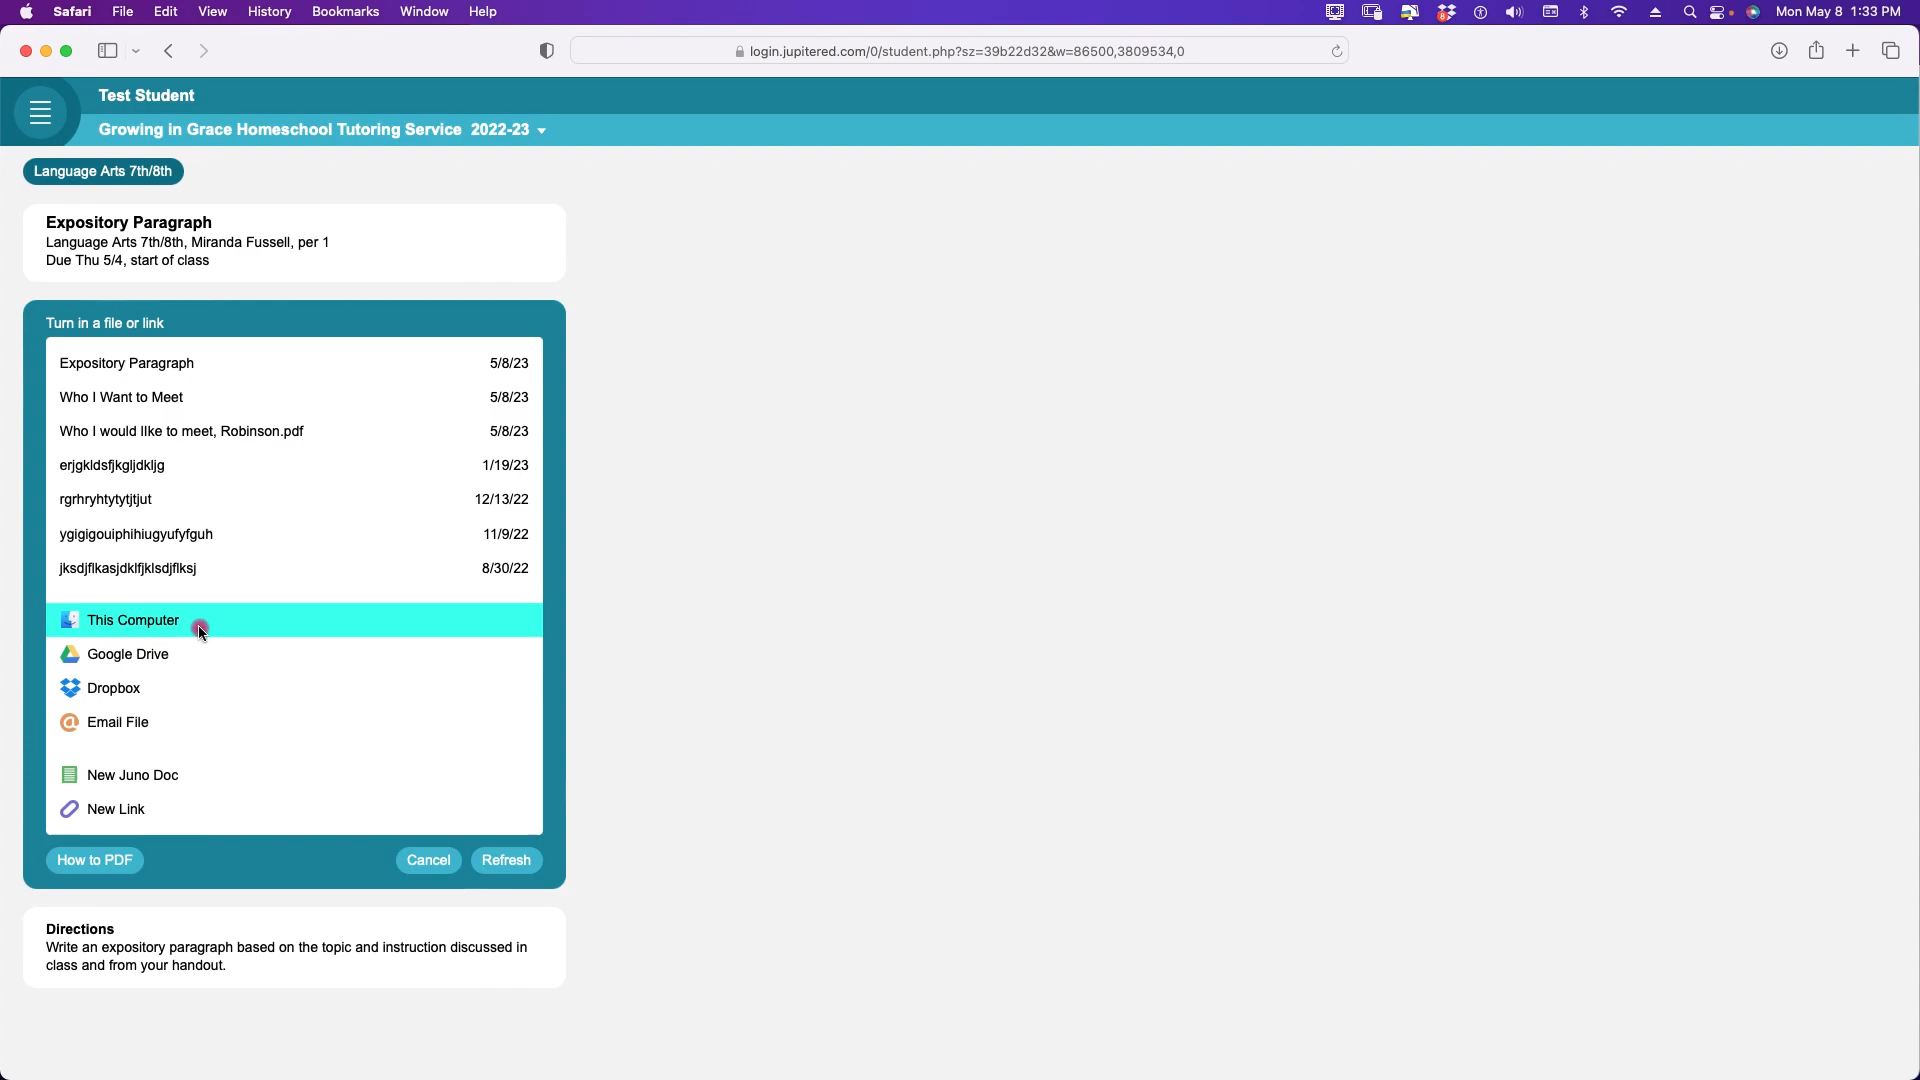 Safari File Edit View History Bookmarks Window Help Mon May 8 1:33 PM
login.jupitered.com/0/student.php?sz=39b22d32&w=86500,3809534,0
Test Student
Growing in Grace Homeschool Tutoring Service 2022-23
Language Arts 7th/8th
Expository Paragraph
Language Arts 7th/8th, Miranda Fussell, per 1
Due Thu 5/4, start of class
Turn in a file or link
Expository Paragraph 5/8/23
Who I Want to Meet 5/8/23
Who I would lIke to meet, Robinson.pdf 5/8/23
erjgkldsfjkgljdkljg 1/19/23
rgrhryhtytytjtjut 12/13/22
ygigigouiphihiugyufyfguh 11/9/22
jksdjflkasjdklfjklsdjflksj 8/30/22
This Computer
Google Drive
Dropbox
Email File
New Juno Doc
New Link
How to PDF Cancel Refresh
Directions
Write an expository paragraph based on the topic and instruction discussed in
class and from your handout.